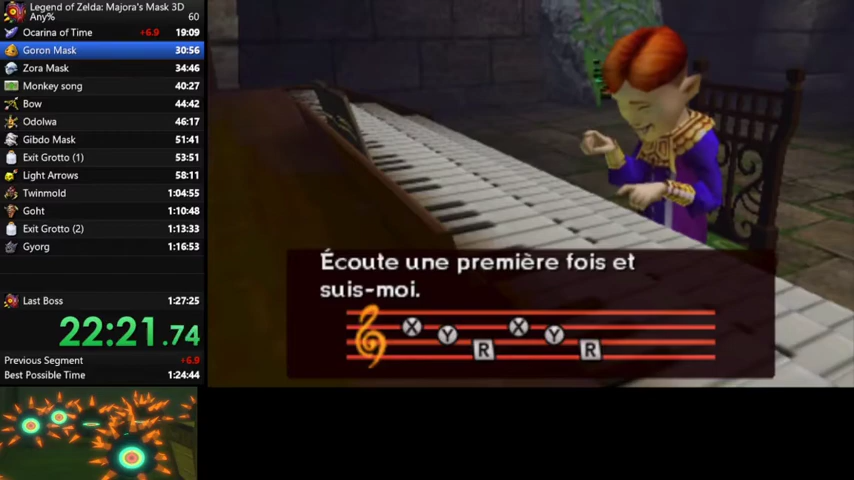 Legend of Zelda: Majora's Mask 3D
Any% 60
Ocarina of Time +6.9 19:09
Goron Mask 30:56
Zora Mask 34:46
Monkey song 40:27
Bow 44:42
Odolwa 46:17
Gibdo Mask 51:41
Exit Grotto (1) 53:51
Light Arrows 58:11
Twinmold 1:04:55
Goht 1:10:48
Exit Grotto (2) 1:13:33
Gyorg 1:16:53
Last Boss 1:27:25
22:21.74
Previous Segment +6.9
Best Possible Time 1:24:44
Écoute une première fois et
suis-moi.
X Y R X Y R